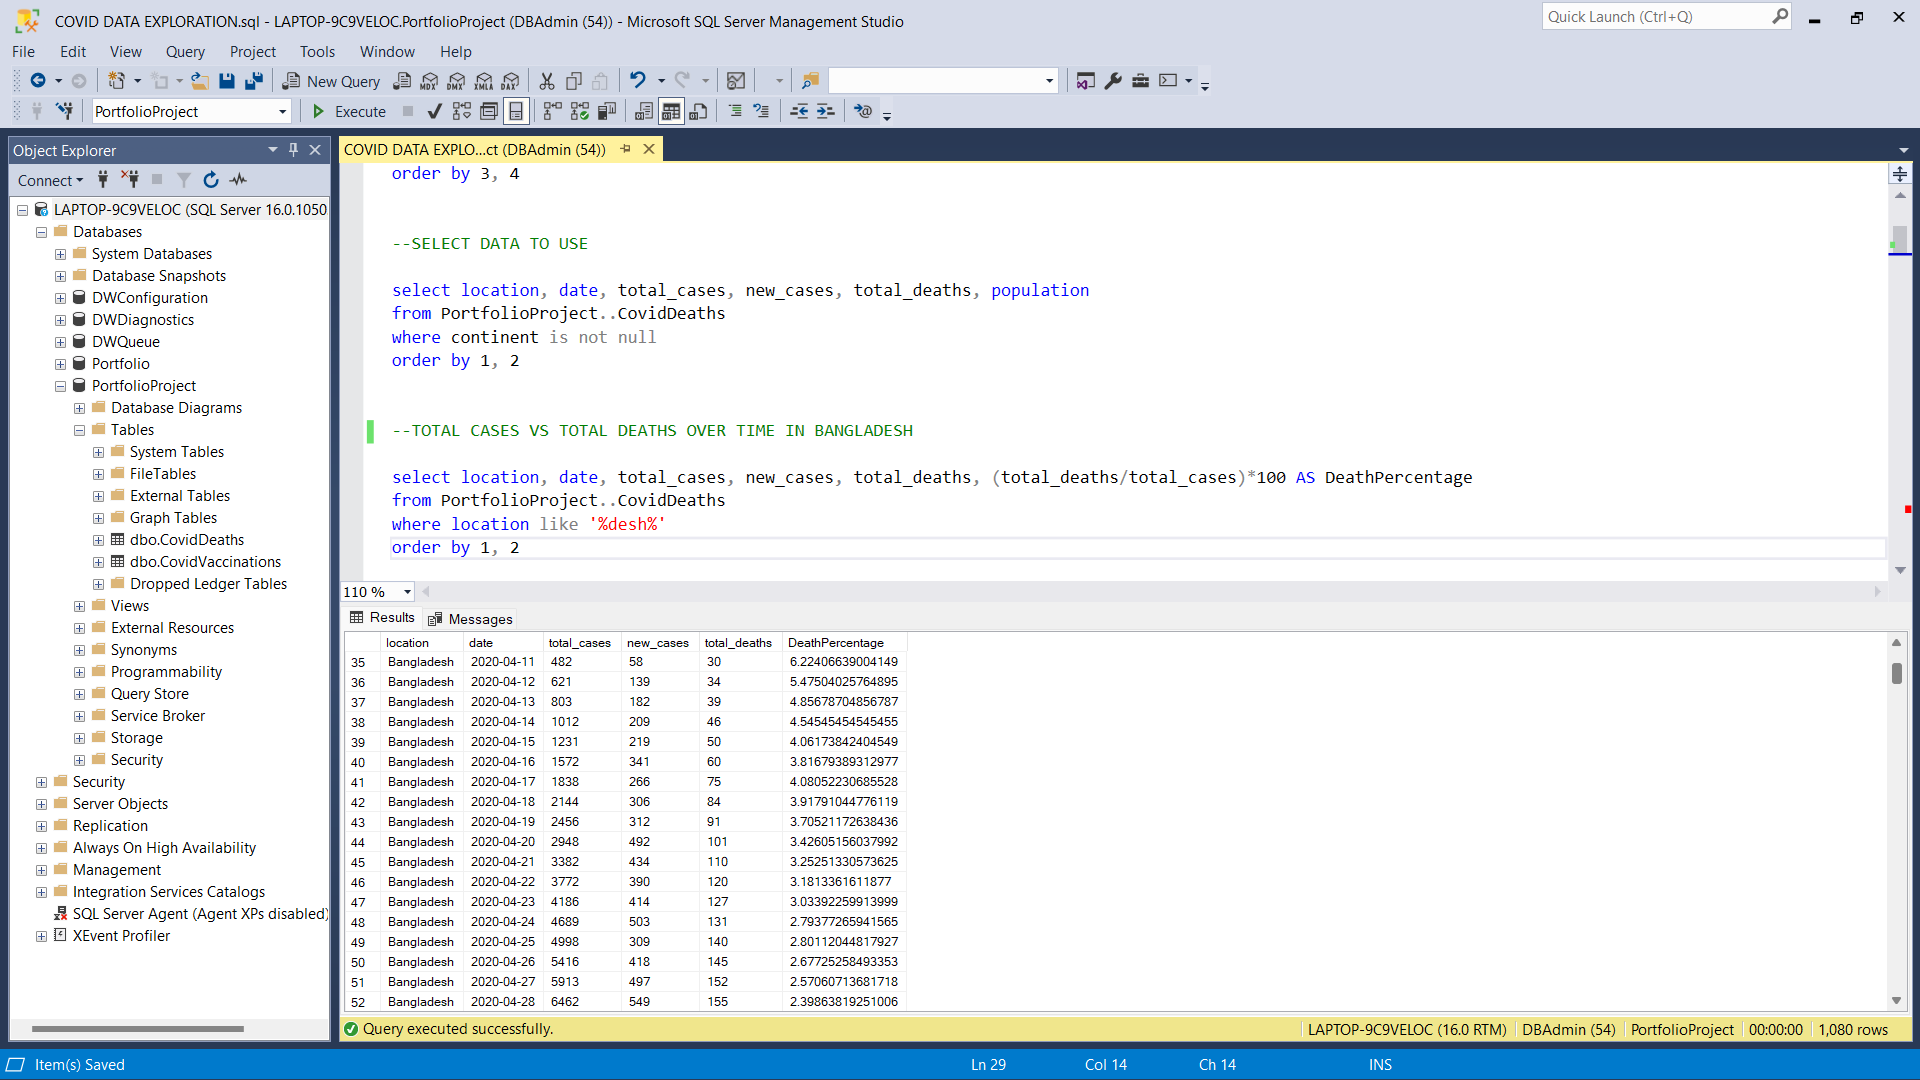 COVID DATA EXPLORATION.sql - LAPTOP-9C9VELOC.PortfolioProject (DBAdmin (54)) - Microsoft SQL Server Management Studio
Quick Launch (Ctrl+Q)
File Edit View Query Project Tools Window Help
New Query MDX DMX XMLA DAX
PortfolioProject Execute
Object Explorer
Connect
LAPTOP-9C9VELOC (SQL Server 16.0.1050
Databases
System Databases
Database Snapshots
DWConfiguration
DWDiagnostics
DWQueue
Portfolio
PortfolioProject
Database Diagrams
Tables
System Tables
FileTables
External Tables
Graph Tables
dbo.CovidDeaths
dbo.CovidVaccinations
Dropped Ledger Tables
Views
External Resources
Synonyms
Programmability
Query Store
Service Broker
Storage
Security
Security
Server Objects
Replication
Always On High Availability
Management
Integration Services Catalogs
SQL Server Agent (Agent XPs disabled)
XEvent Profiler
COVID DATA EXPLO...ct (DBAdmin (54))
order by 3, 4
--SELECT DATA TO USE
select location, date, total_cases, new_cases, total_deaths, population
from PortfolioProject..CovidDeaths
where continent is not null
order by 1, 2
--TOTAL CASES VS TOTAL DEATHS OVER TIME IN BANGLADESH
select location, date, total_cases, new_cases, total_deaths, (total_deaths/total_cases)*100 AS DeathPercentage
from PortfolioProject..CovidDeaths
where location like '%desh%'
order by 1, 2
110 %
Results Messages
location date total_cases new_cases total_deaths DeathPercentage
35 Bangladesh 2020-04-11 482 58 30 6.22406639004149
36 Bangladesh 2020-04-12 621 139 34 5.47504025764895
37 Bangladesh 2020-04-13 803 182 39 4.85678704856787
38 Bangladesh 2020-04-14 1012 209 46 4.54545454545455
39 Bangladesh 2020-04-15 1231 219 50 4.06173842404549
40 Bangladesh 2020-04-16 1572 341 60 3.81679389312977
41 Bangladesh 2020-04-17 1838 266 75 4.08052230685528
42 Bangladesh 2020-04-18 2144 306 84 3.91791044776119
43 Bangladesh 2020-04-19 2456 312 91 3.70521172638436
44 Bangladesh 2020-04-20 2948 492 101 3.42605156037992
45 Bangladesh 2020-04-21 3382 434 110 3.25251330573625
46 Bangladesh 2020-04-22 3772 390 120 3.1813361611877
47 Bangladesh 2020-04-23 4186 414 127 3.03392259913999
48 Bangladesh 2020-04-24 4689 503 131 2.79377265941565
49 Bangladesh 2020-04-25 4998 309 140 2.80112044817927
50 Bangladesh 2020-04-26 5416 418 145 2.67725258493353
51 Bangladesh 2020-04-27 5913 497 152 2.57060713681718
52 Bangladesh 2020-04-28 6462 549 155 2.39863819251006
Query executed successfully. LAPTOP-9C9VELOC (16.0 RTM) DBAdmin (54) PortfolioProject 00:00:00 1,080 rows
Item(s) Saved Ln 29 Col 14 Ch 14 INS